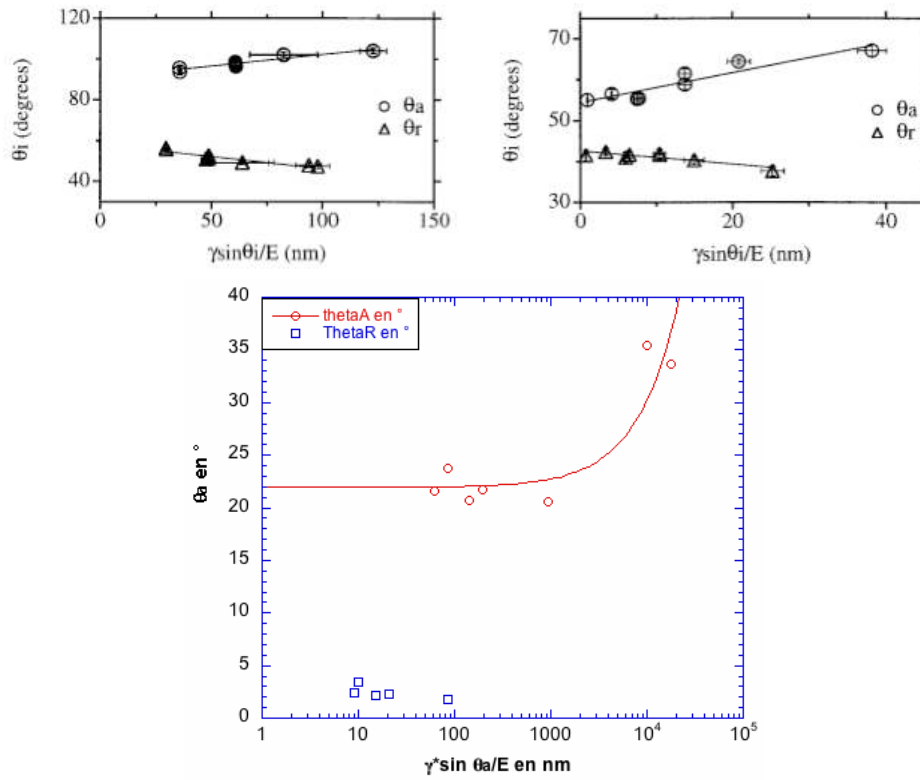 120
100
80
60
40
θi (degrees)
θa
θr
0
50
100
150
γsinθi/E (nm)
70
50
30
θi (degrees)
θa
θr
0
20
40
γsinθi/E (nm)
40
35
30
25
20
15
10
5
0
θa en °
thetaA en °
ThetaR en °
1
10
100
1000
10⁴
10⁵
γ*sin θa/E en nm